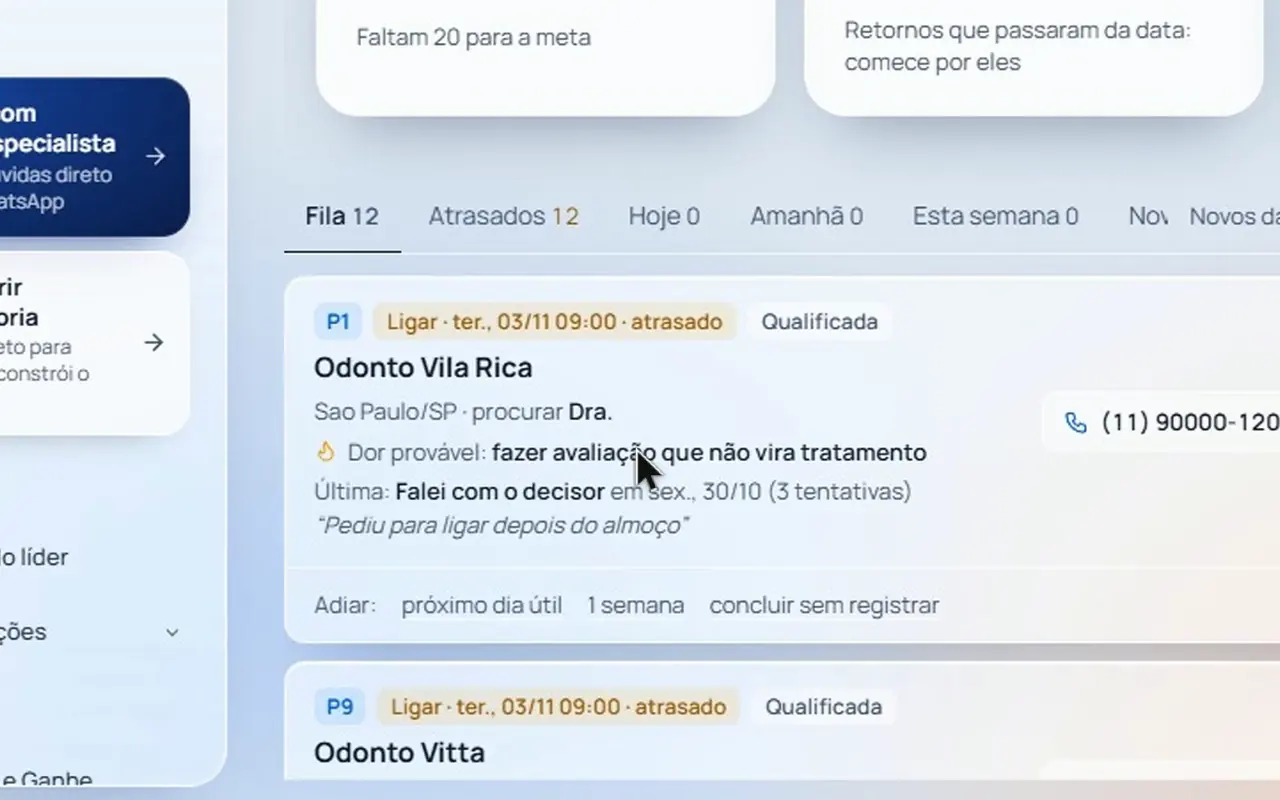 Faltam 20 para a meta
Retornos que passaram da data:
comece por eles
om
specialista
vidas direto
atsApp
rir
oria
eto para
constrói o
o líder
ções
e Ganhe
Fila 12 Atrasados 12 Hoje 0 Amanhã 0 Esta semana 0 Nov Novos da
P1 Ligar · ter., 03/11 09:00 · atrasado Qualificada
Odonto Vila Rica
Sao Paulo/SP · procurar Dra.
(11) 90000-120
Dor provável: fazer avaliação que não vira tratamento
Última: Falei com o decisor em sex., 30/10 (3 tentativas)
“Pediu para ligar depois do almoço”
Adiar: próximo dia útil 1 semana concluir sem registrar
P9 Ligar · ter., 03/11 09:00 · atrasado Qualificada
Odonto Vitta